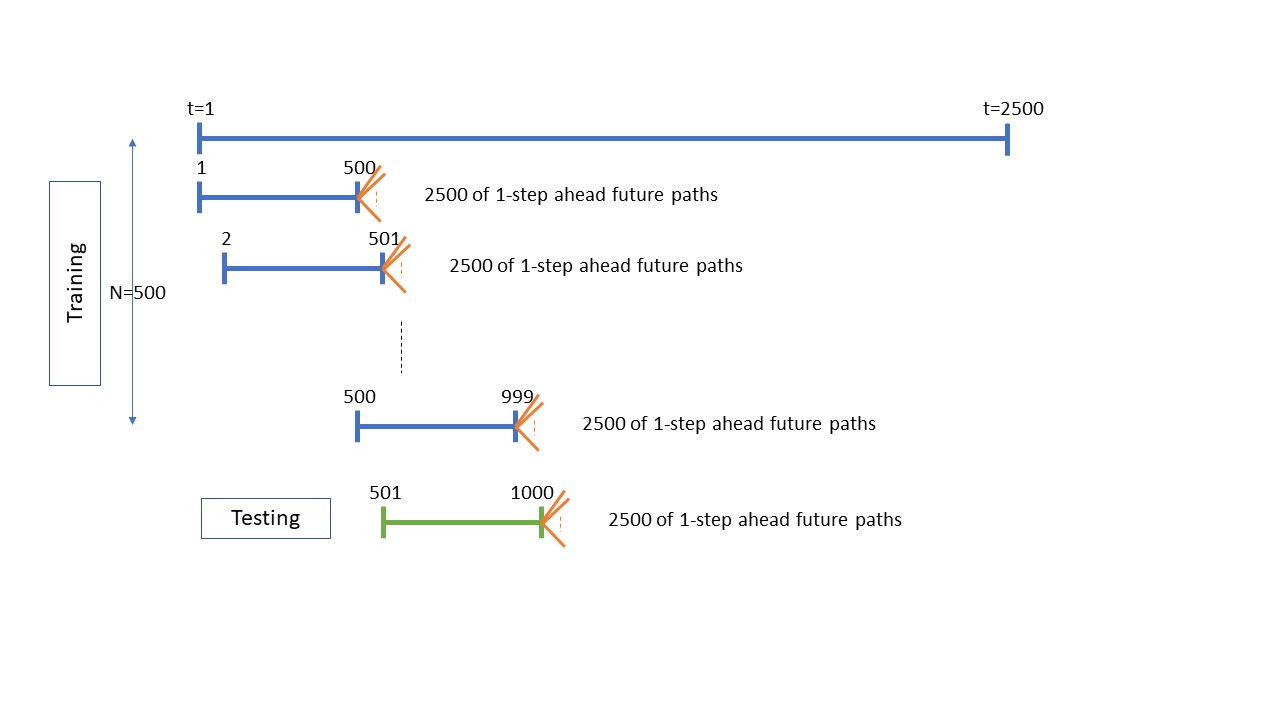 t=1
t=2500
1
500
2500 of 1-step ahead future paths
2
501
2500 of 1-step ahead future paths
Training
N=500
500
999
2500 of 1-step ahead future paths
501
1000
Testing
2500 of 1-step ahead future paths